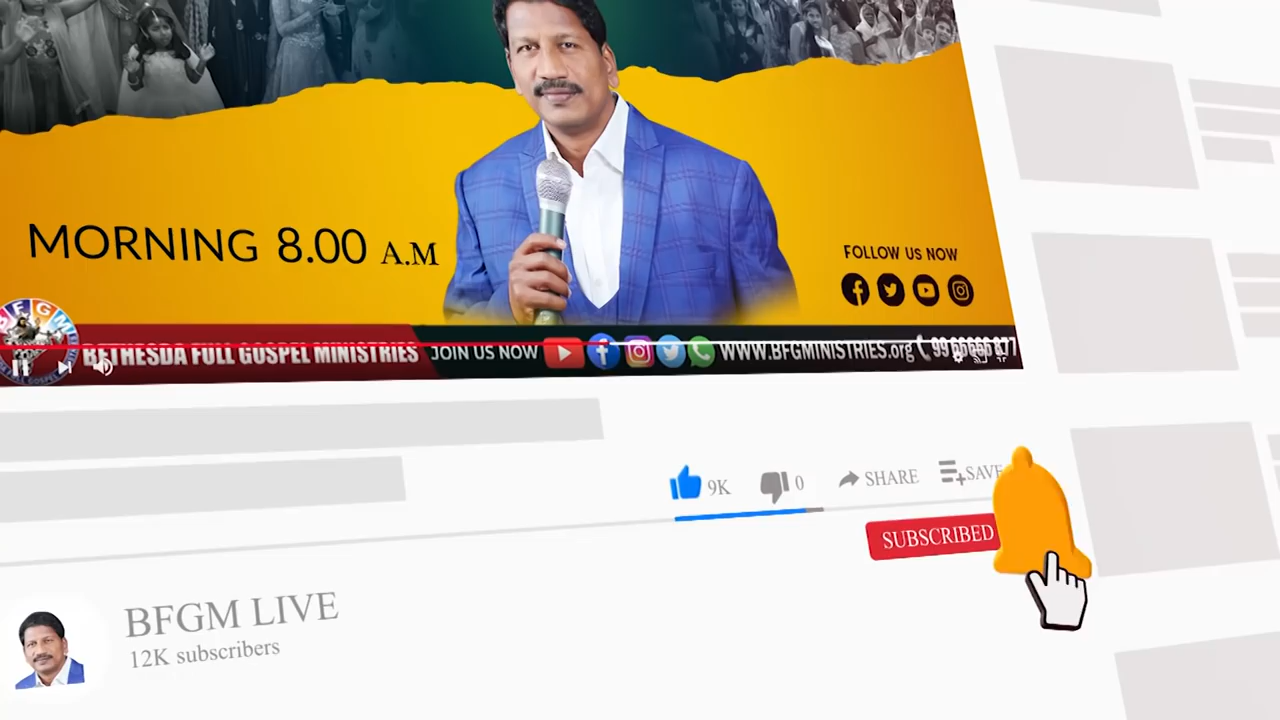 MORNING 8.00 A.M
FOLLOW US NOW
BFGM
BETHESDA FULL GOSPEL MINISTRIES
JOIN US NOW
WWW.BFGMINISTRIES.org
9K
0
SHARE
SAVE
SUBSCRIBED
BFGM LIVE
12K subscribers